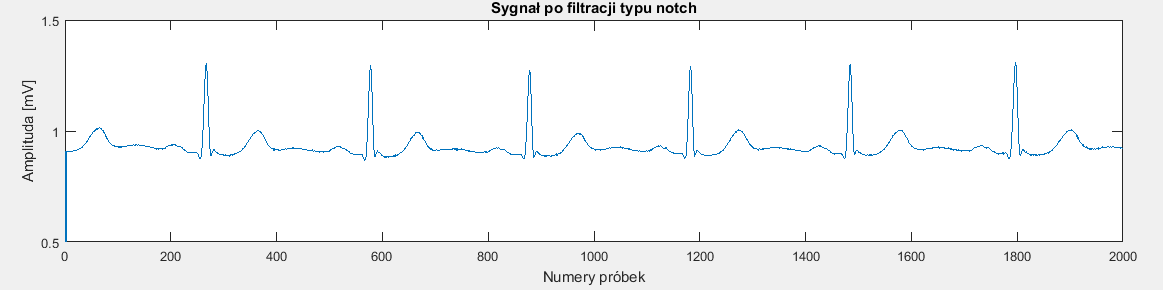 Sygnał po filtracji typu notch
1.5
1
0.5
Amplituda [mV]
0 200 400 600 800 1000 1200 1400 1600 1800 2000
Numery próbek